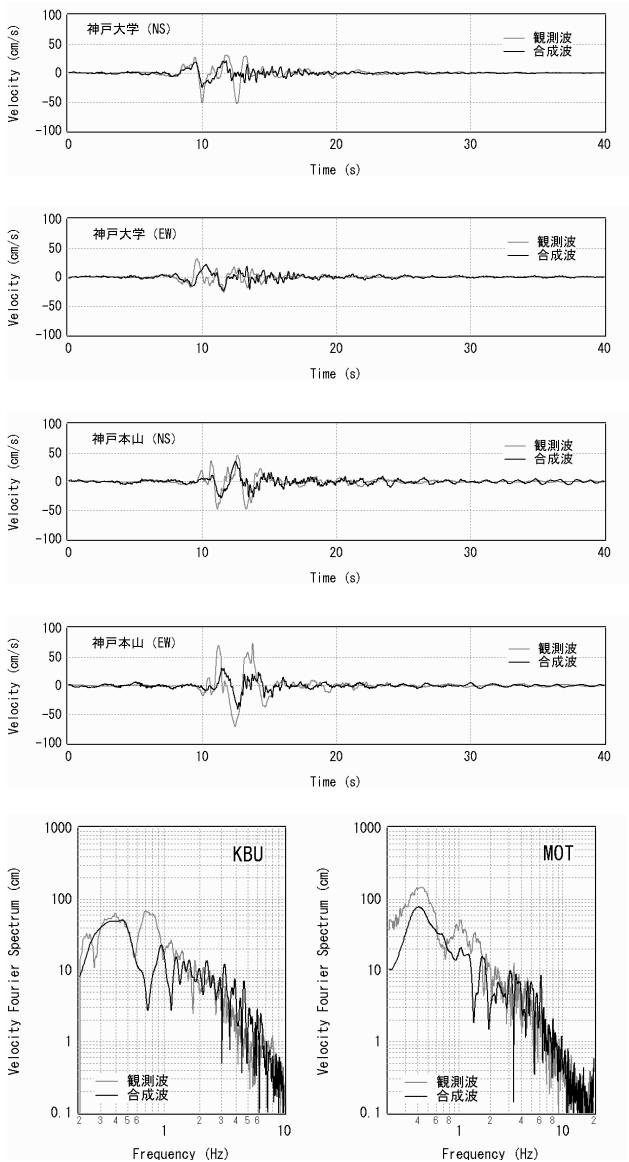 神戸大学 (NS)
観測波
合成波
Velocity (cm/s)
100
50
0
-50
-100
0 10 20 30 40
Time (s)
神戸大学 (EW)
観測波
合成波
Velocity (cm/s)
100
50
0
-50
-100
0 10 20 30 40
Time (s)
神戸本山 (NS)
観測波
合成波
Velocity (cm/s)
100
50
0
-50
-100
0 10 20 30 40
Time (s)
神戸本山 (EW)
観測波
合成波
Velocity (cm/s)
100
50
0
-50
-100
0 10 20 30 40
Time (s)
KBU
Velocity Fourier Spectrum (cm)
1000
100
10
1
0.1
観測波
合成波
2 3 4 5 6 1 2 3 4 5 6 10
Frequency (Hz)
MOT
Velocity Fourier Spectrum (cm)
1000
100
10
1
0.1
観測波
合成波
4 6 8 1 2 4 6 8 10 2
Frequency (Hz)